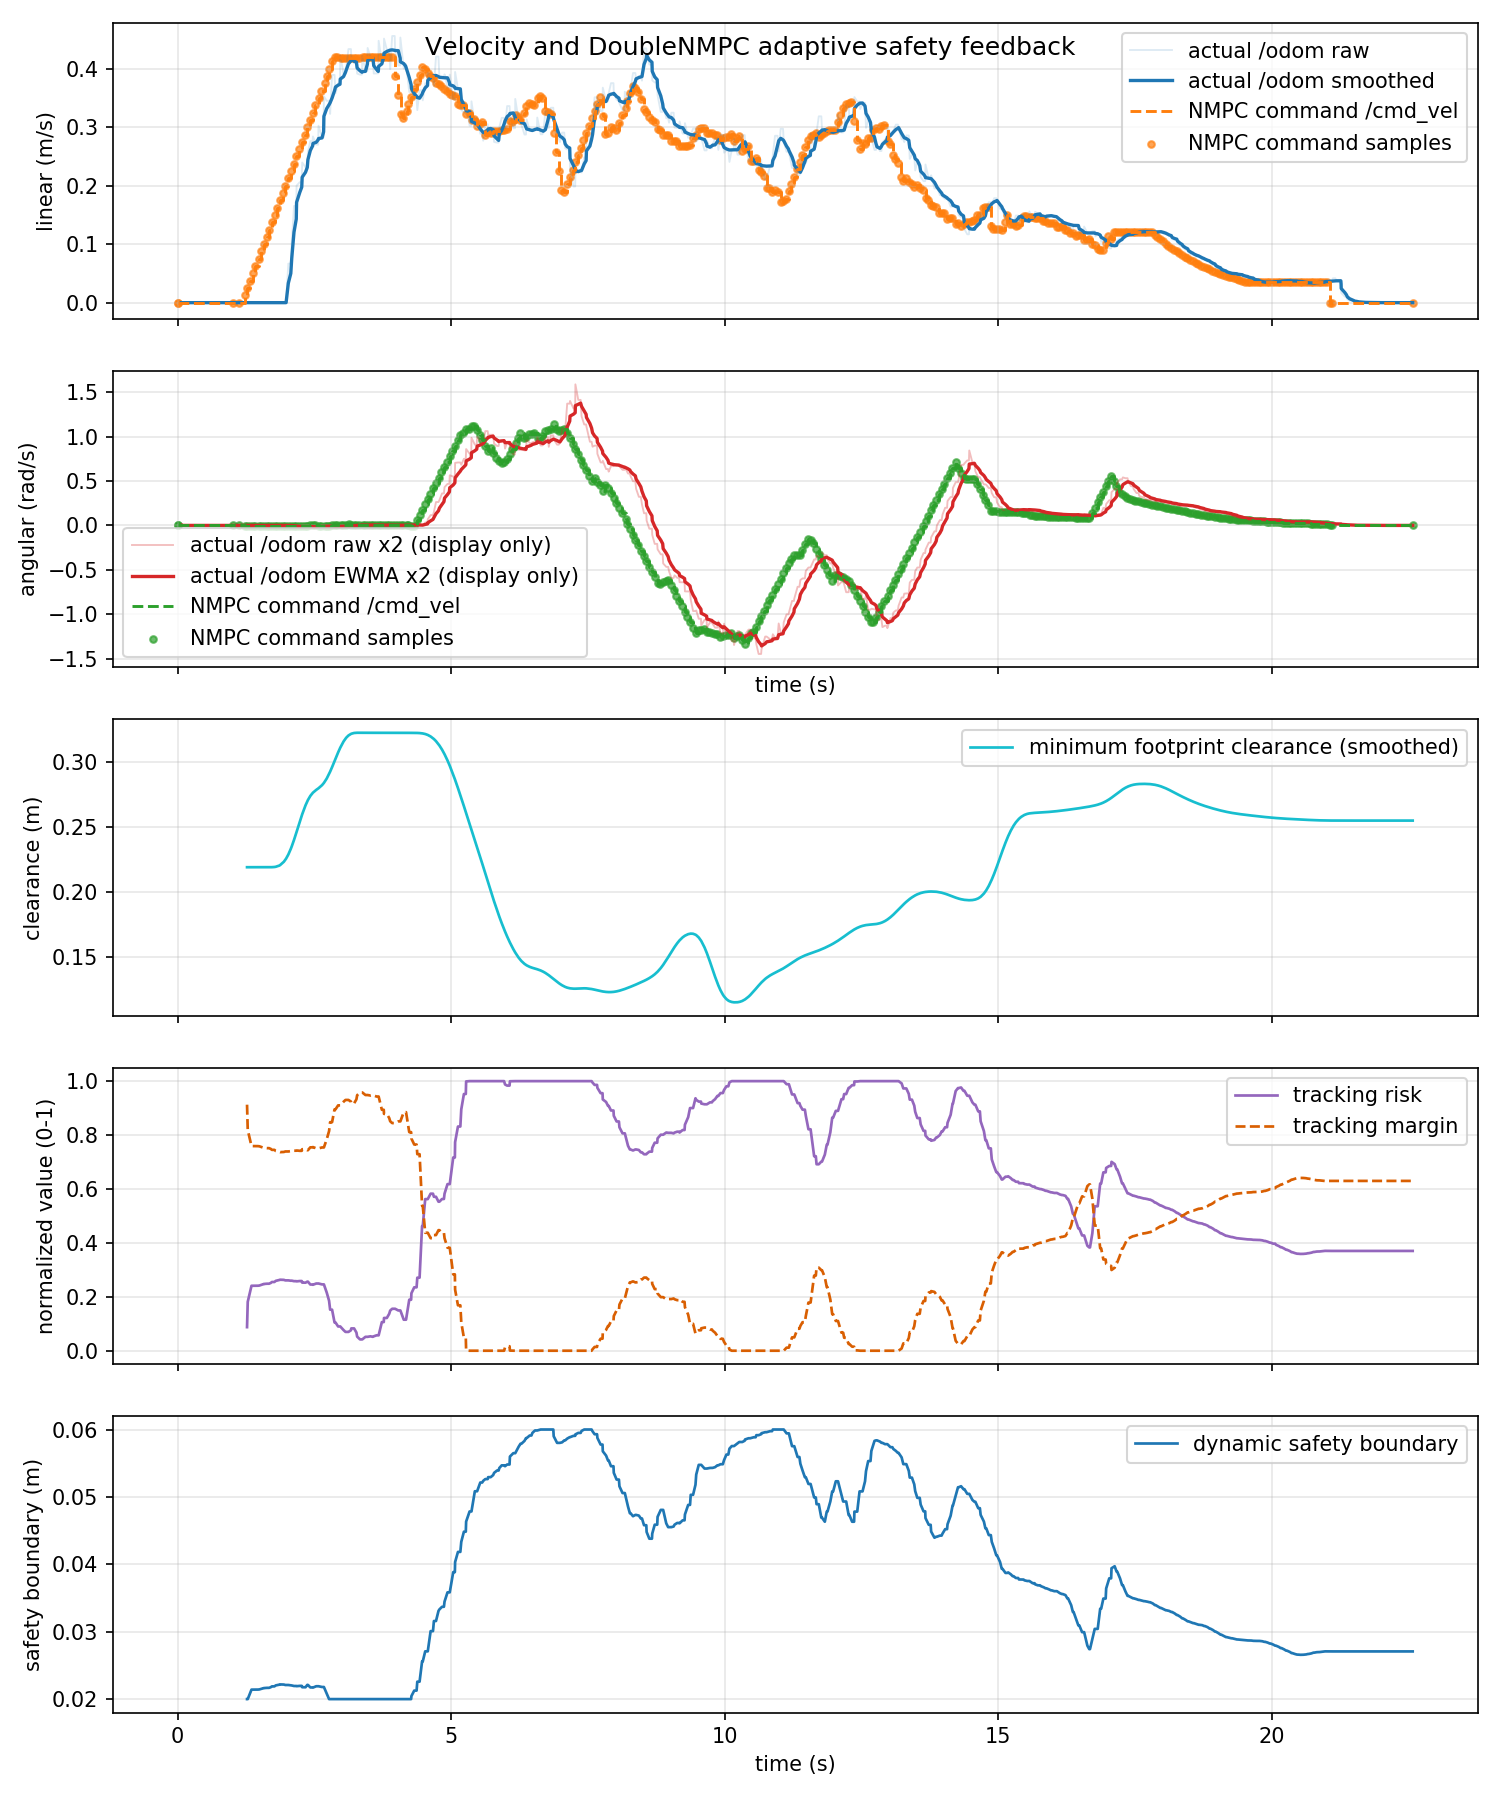 Velocity and DoubleNMPC adaptive safety feedback
linear (m/s)
0.4
0.3
0.2
0.1
0.0
actual /odom raw
actual /odom smoothed
NMPC command /cmd_vel
NMPC command samples
angular (rad/s)
1.5
1.0
0.5
0.0
−0.5
−1.0
−1.5
actual /odom raw x2 (display only)
actual /odom EWMA x2 (display only)
NMPC command /cmd_vel
NMPC command samples
time (s)
clearance (m)
0.30
0.25
0.20
0.15
minimum footprint clearance (smoothed)
normalized value (0-1)
1.0
0.8
0.6
0.4
0.2
0.0
tracking risk
tracking margin
safety boundary (m)
0.06
0.05
0.04
0.03
0.02
dynamic safety boundary
0
5
10
15
20
time (s)